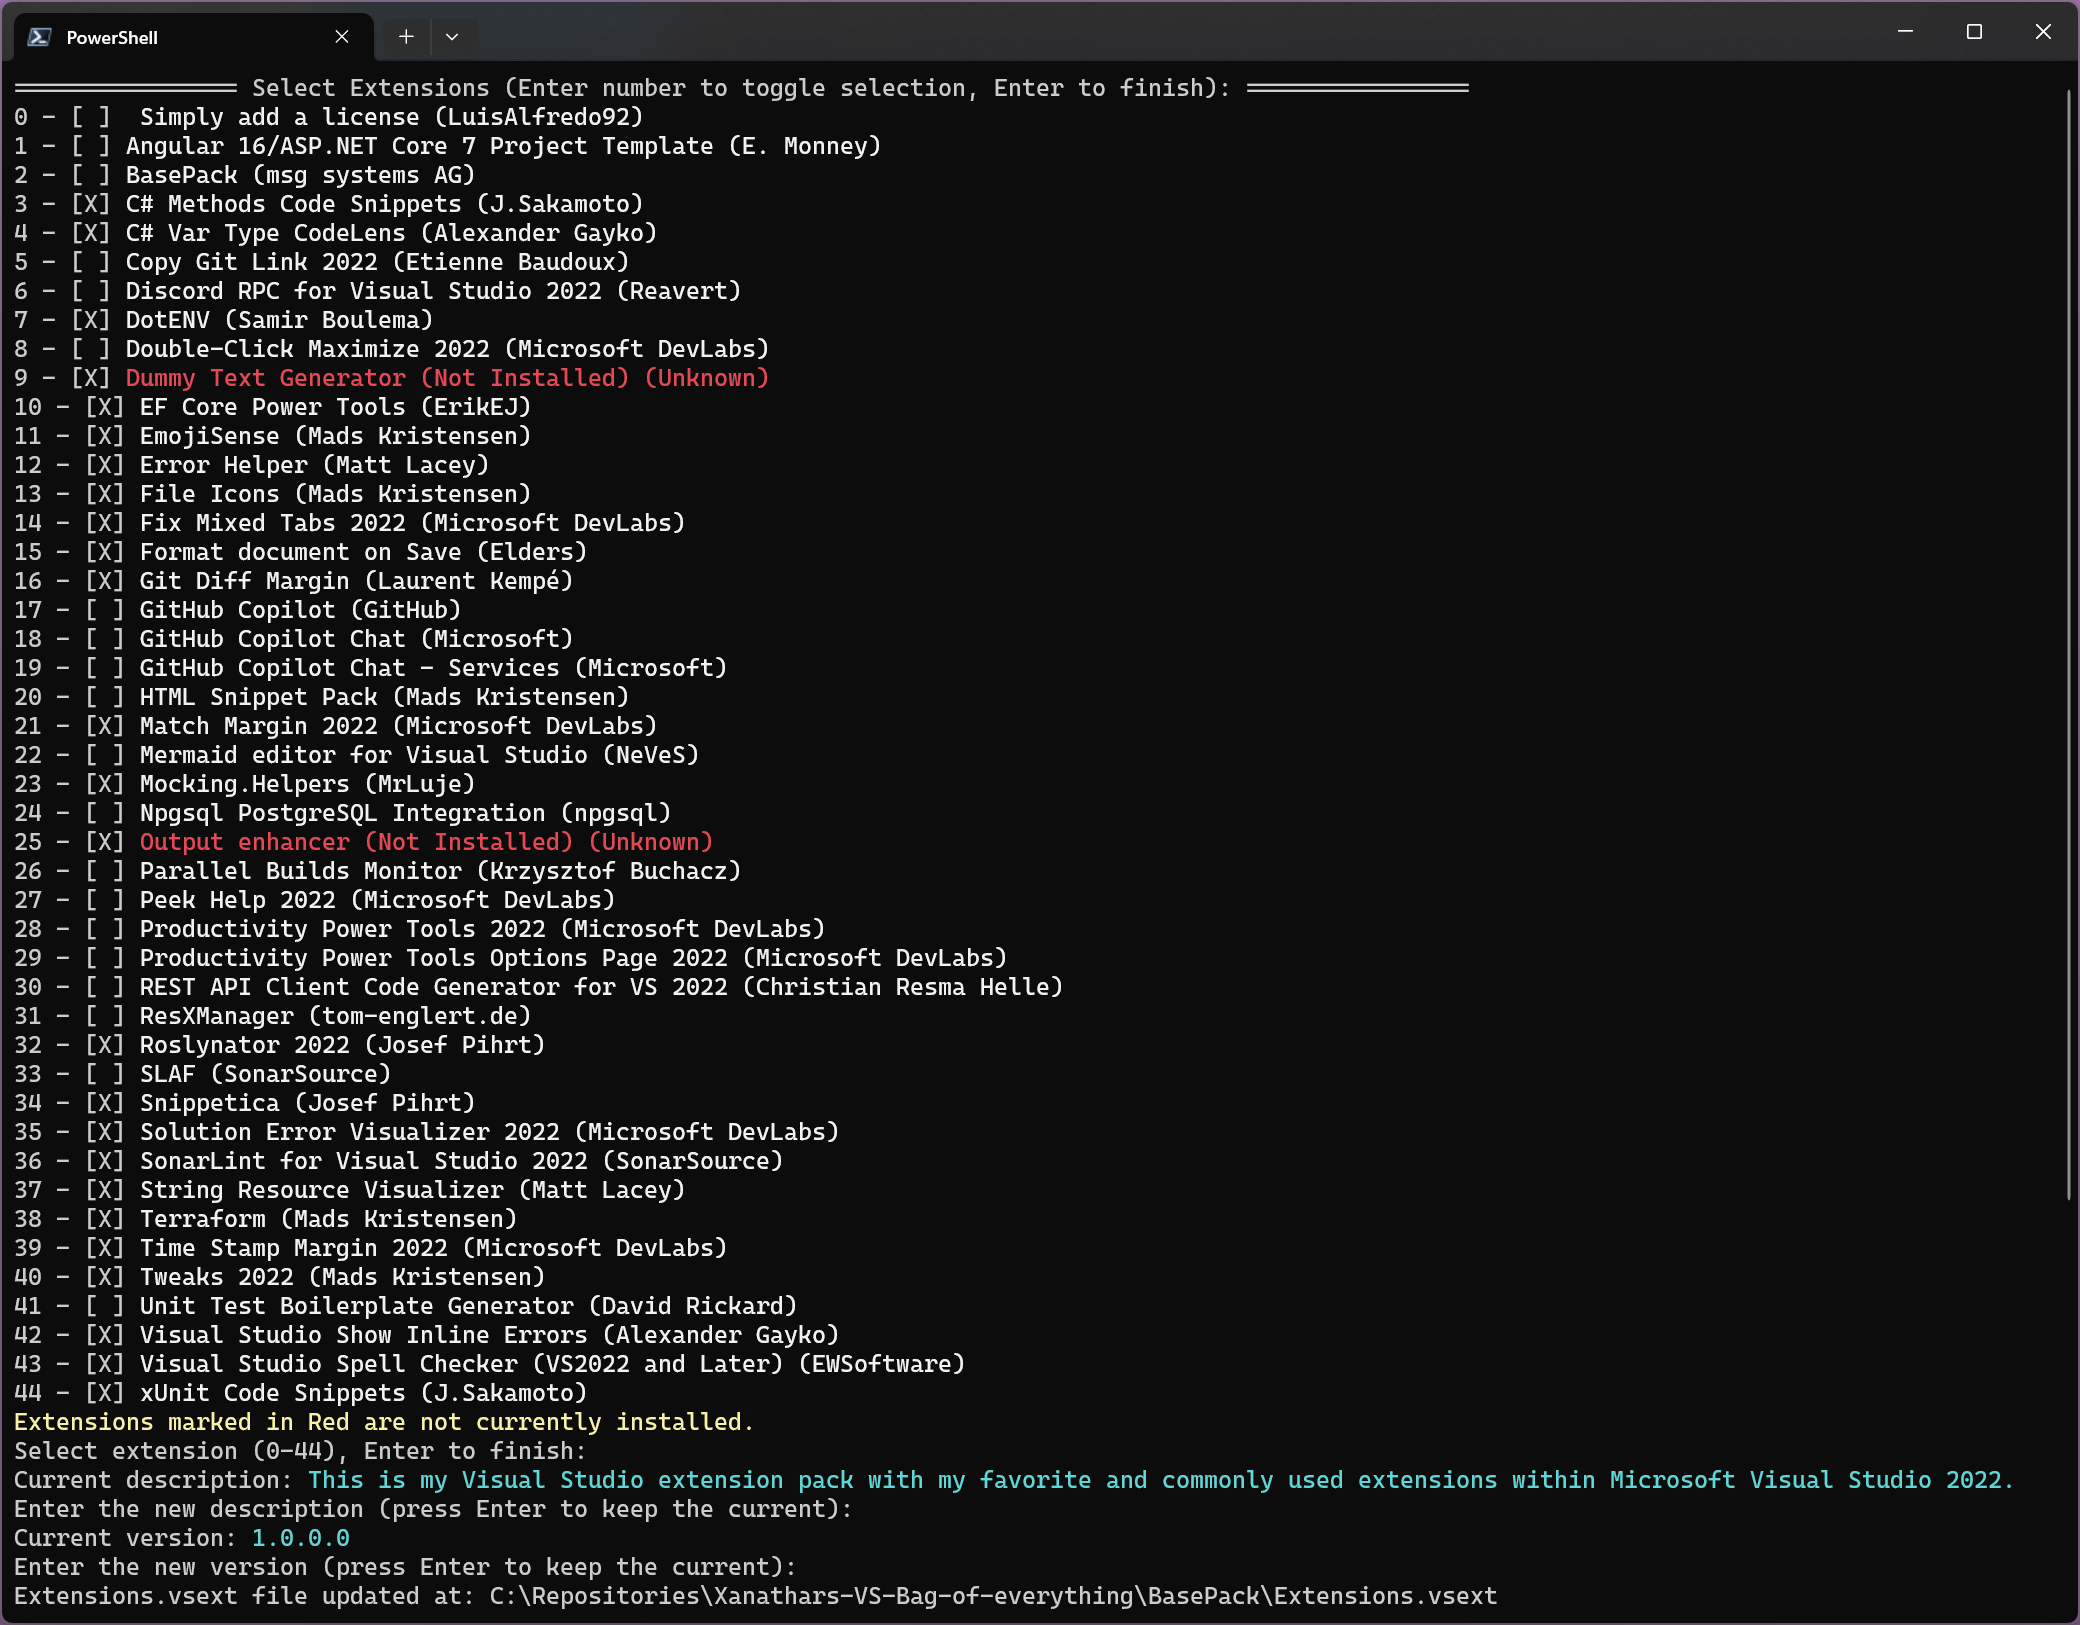 PowerShell
════════════════ Select Extensions (Enter number to toggle selection, Enter to finish): ════════════════
0 - [ ]  Simply add a license (LuisAlfredo92)
1 - [ ] Angular 16/ASP.NET Core 7 Project Template (E. Monney)
2 - [ ] BasePack (msg systems AG)
3 - [X] C# Methods Code Snippets (J.Sakamoto)
4 - [X] C# Var Type CodeLens (Alexander Gayko)
5 - [ ] Copy Git Link 2022 (Etienne Baudoux)
6 - [ ] Discord RPC for Visual Studio 2022 (Reavert)
7 - [X] DotENV (Samir Boulema)
8 - [ ] Double-Click Maximize 2022 (Microsoft DevLabs)
9 - [X] Dummy Text Generator (Not Installed) (Unknown)
10 - [X] EF Core Power Tools (ErikEJ)
11 - [X] EmojiSense (Mads Kristensen)
12 - [X] Error Helper (Matt Lacey)
13 - [X] File Icons (Mads Kristensen)
14 - [X] Fix Mixed Tabs 2022 (Microsoft DevLabs)
15 - [X] Format document on Save (Elders)
16 - [X] Git Diff Margin (Laurent Kempé)
17 - [ ] GitHub Copilot (GitHub)
18 - [ ] GitHub Copilot Chat (Microsoft)
19 - [ ] GitHub Copilot Chat - Services (Microsoft)
20 - [ ] HTML Snippet Pack (Mads Kristensen)
21 - [X] Match Margin 2022 (Microsoft DevLabs)
22 - [ ] Mermaid editor for Visual Studio (NeVeS)
23 - [X] Mocking.Helpers (MrLuje)
24 - [ ] Npgsql PostgreSQL Integration (npgsql)
25 - [X] Output enhancer (Not Installed) (Unknown)
26 - [ ] Parallel Builds Monitor (Krzysztof Buchacz)
27 - [ ] Peek Help 2022 (Microsoft DevLabs)
28 - [ ] Productivity Power Tools 2022 (Microsoft DevLabs)
29 - [ ] Productivity Power Tools Options Page 2022 (Microsoft DevLabs)
30 - [ ] REST API Client Code Generator for VS 2022 (Christian Resma Helle)
31 - [ ] ResXManager (tom-englert.de)
32 - [X] Roslynator 2022 (Josef Pihrt)
33 - [ ] SLAF (SonarSource)
34 - [X] Snippetica (Josef Pihrt)
35 - [X] Solution Error Visualizer 2022 (Microsoft DevLabs)
36 - [X] SonarLint for Visual Studio 2022 (SonarSource)
37 - [X] String Resource Visualizer (Matt Lacey)
38 - [X] Terraform (Mads Kristensen)
39 - [X] Time Stamp Margin 2022 (Microsoft DevLabs)
40 - [X] Tweaks 2022 (Mads Kristensen)
41 - [ ] Unit Test Boilerplate Generator (David Rickard)
42 - [X] Visual Studio Show Inline Errors (Alexander Gayko)
43 - [X] Visual Studio Spell Checker (VS2022 and Later) (EWSoftware)
44 - [X] xUnit Code Snippets (J.Sakamoto)
Extensions marked in Red are not currently installed.
Select extension (0-44), Enter to finish:
Current description: This is my Visual Studio extension pack with my favorite and commonly used extensions within Microsoft Visual Studio 2022.
Enter the new description (press Enter to keep the current):
Current version: 1.0.0.0
Enter the new version (press Enter to keep the current):
Extensions.vsext file updated at: C:\Repositories\Xanathars-VS-Bag-of-everything\BasePack\Extensions.vsext